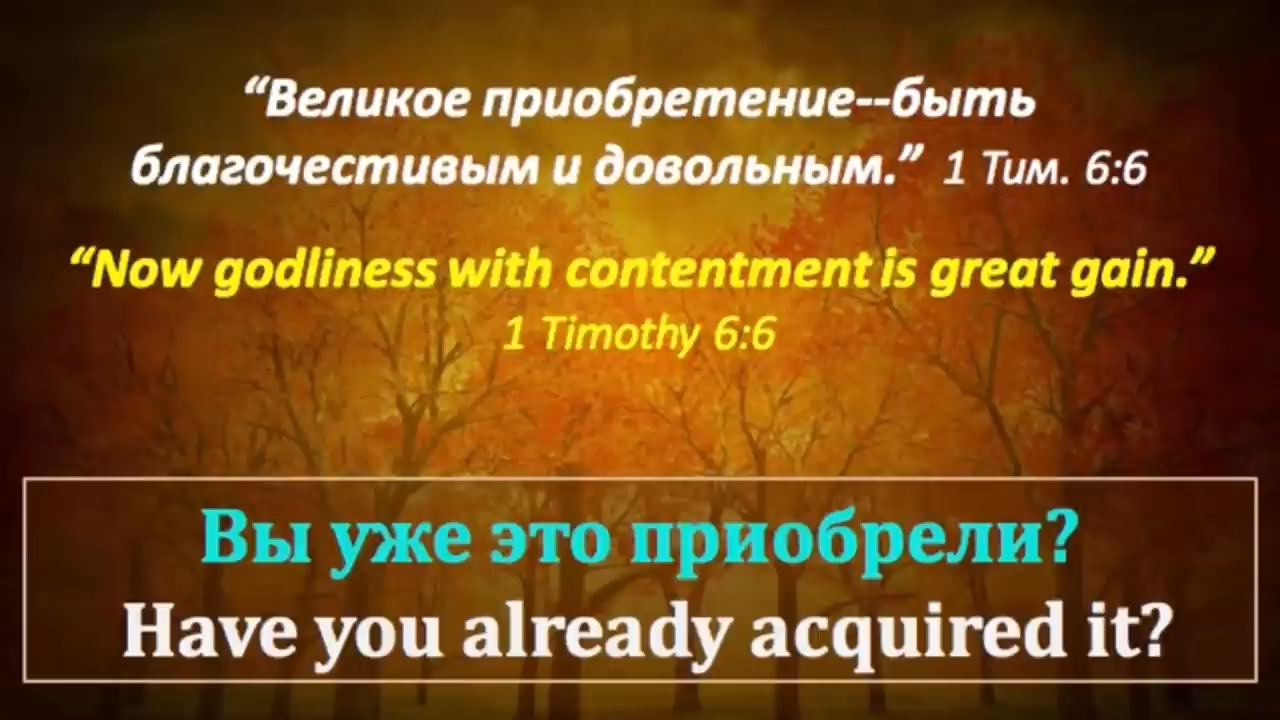 “Великое приобретение--быть
благочестивым и довольным.” 1 Тим. 6:6
“Now godliness with contentment is great gain.”
1 Timothy 6:6
Вы уже это приобрели?
Have you already acquired it?